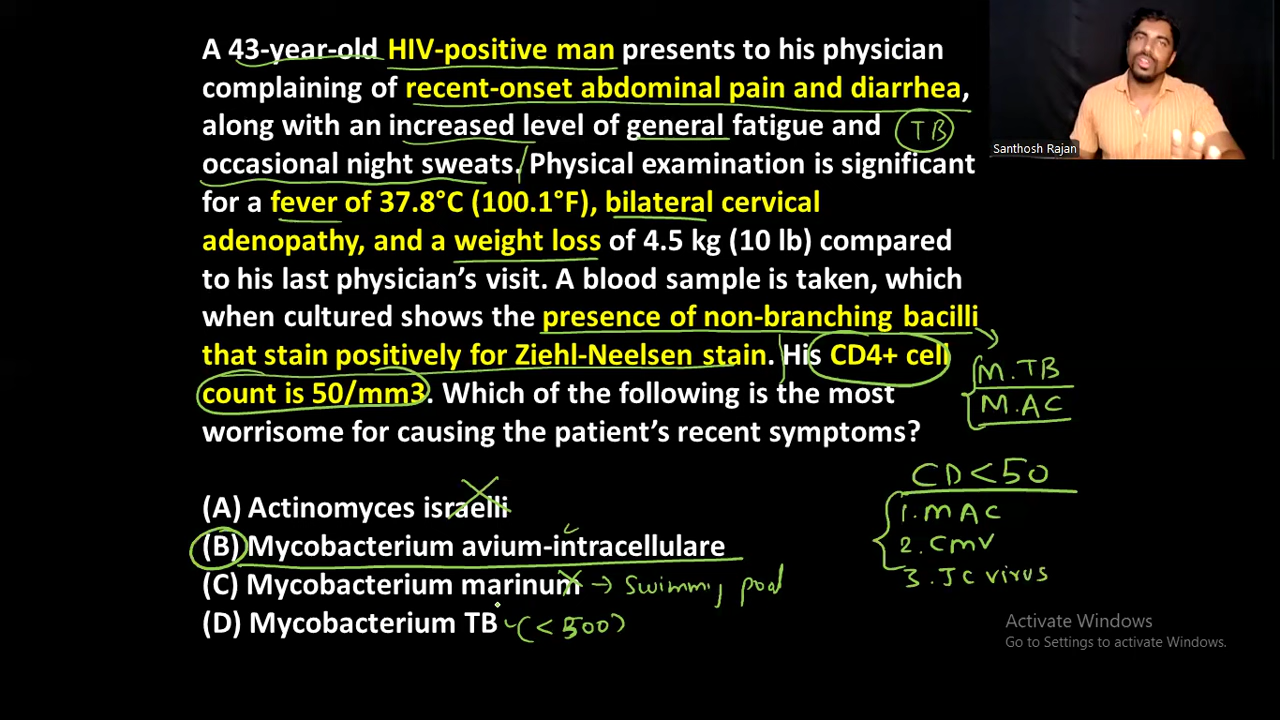 A 43-year-old HIV-positive man presents to his physician
complaining of recent-onset abdominal pain and diarrhea,
along with an increased level of general fatigue and
TB
occasional night sweats. Physical examination is significant
for a fever of 37.8°C (100.1°F), bilateral cervical
adenopathy, and a weight loss of 4.5 kg (10 lb) compared
to his last physician’s visit. A blood sample is taken, which
when cultured shows the presence of non-branching bacilli
that stain positively for Ziehl-Neelsen stain. His CD4+ cell
count is 50/mm3. Which of the following is the most
worrisome for causing the patient’s recent symptoms?
M.TB
M.AC
(A) Actinomyces israelli
(B) Mycobacterium avium-intracellulare
(C) Mycobacterium marinum → Swimming pool
(D) Mycobacterium TB (<500)
CD<50
1.MAC
2.CMV
3.JC virus
Santhosh Rajan
Activate Windows
Go to Settings to activate Windows.